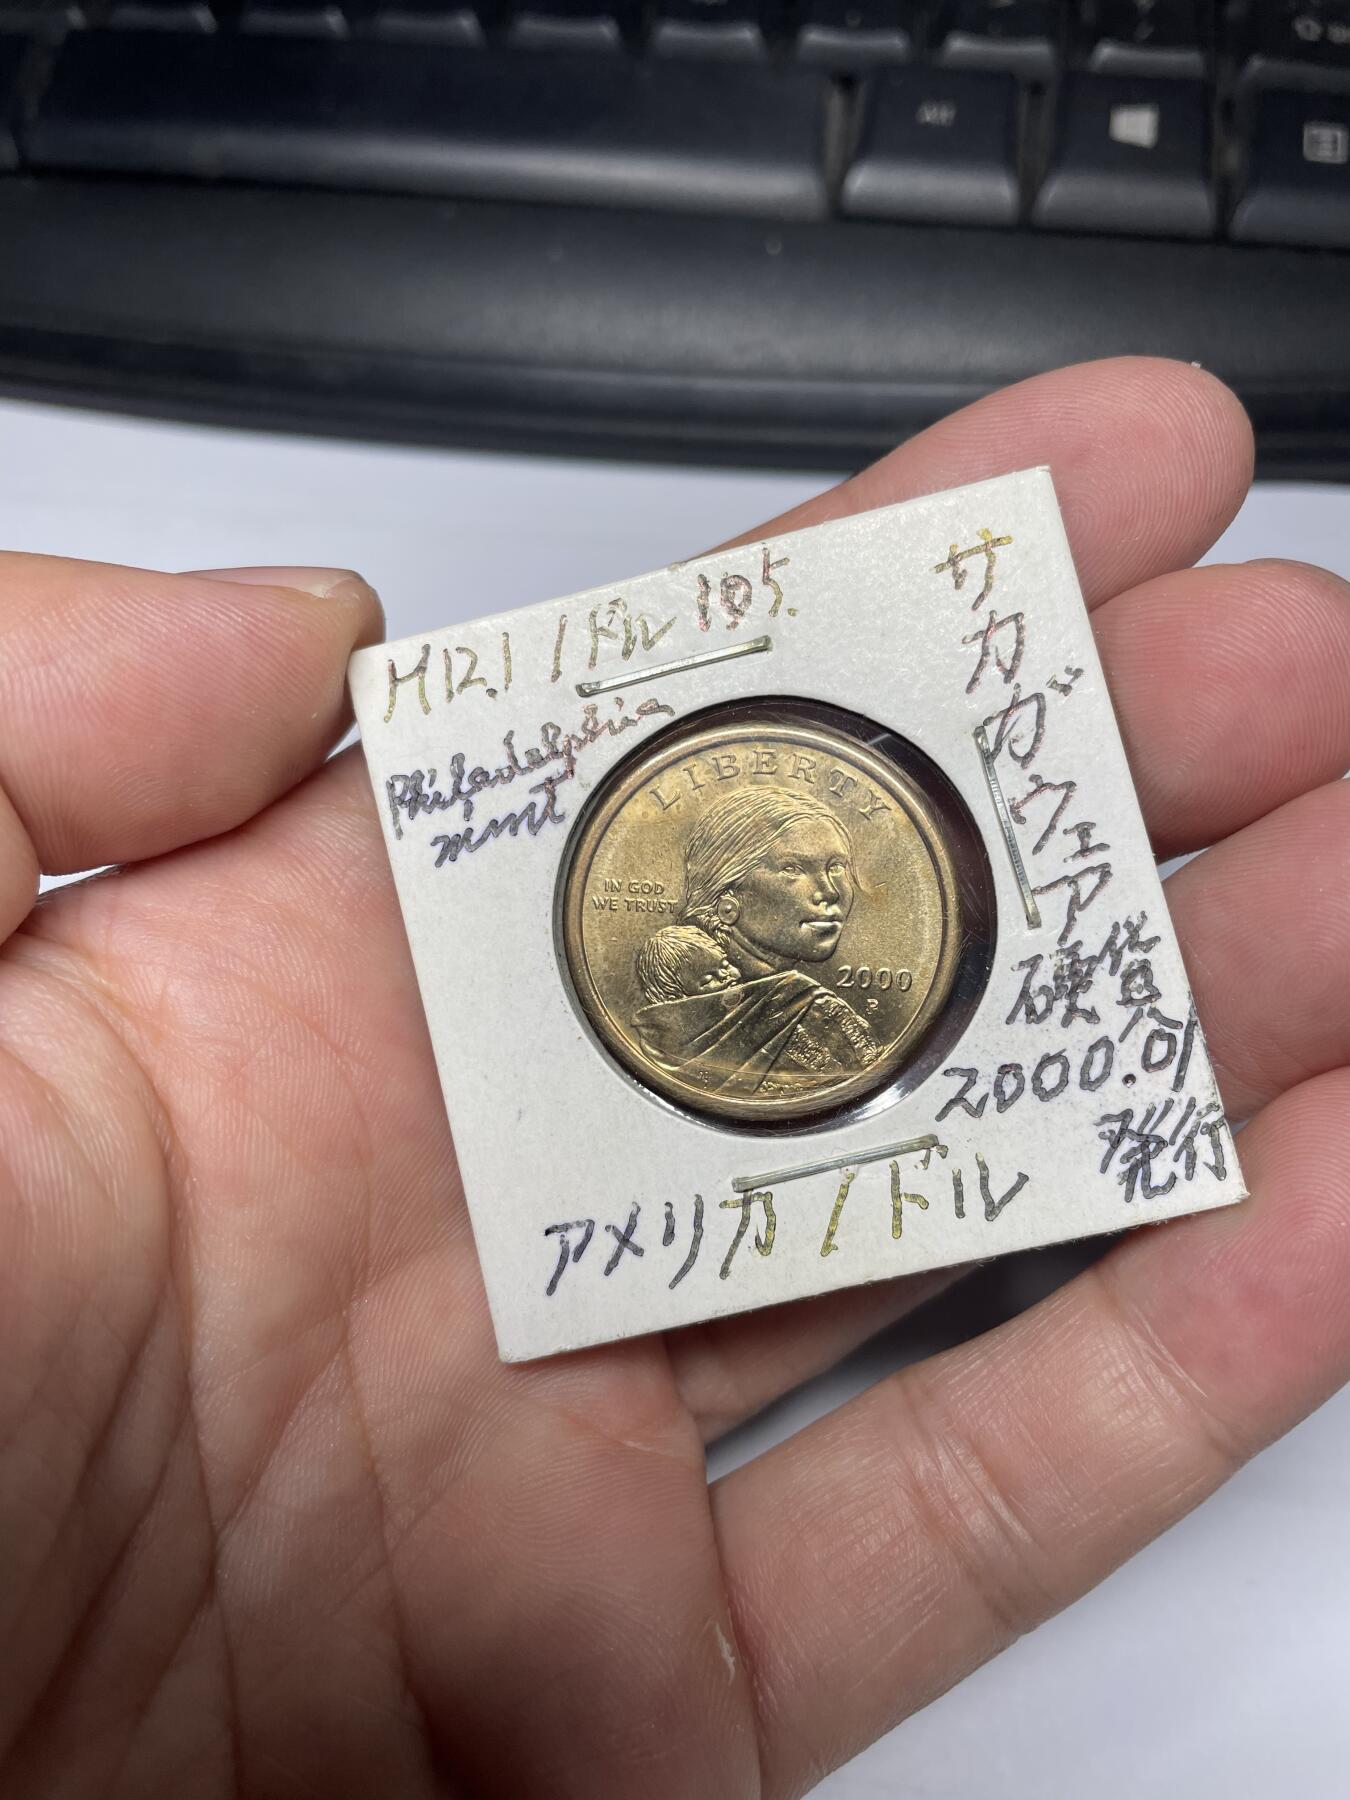 Alt
H12.1 1ドル 105.
Philadelphia
mint
サカガウェア
硬貨
2000.01
発行
LIBERTY
IN GOD
WE TRUST
2000
P
アメリカ 1ドル